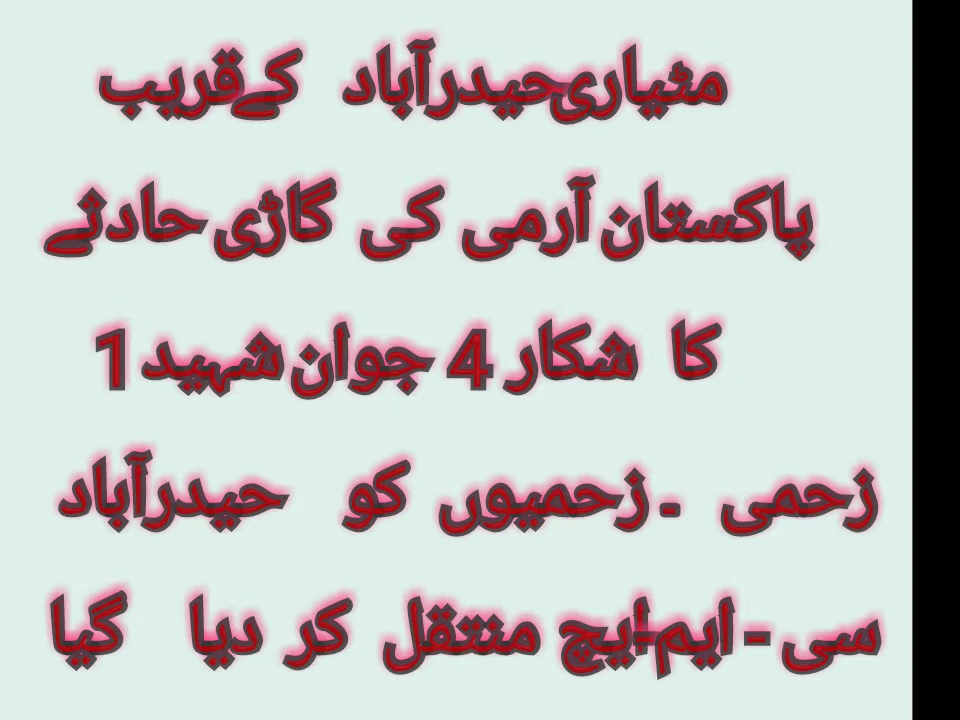 مٹیاری حیدرآباد کے قریب
پاکستان آرمی کی گاڑی حادثے
کا شکار 4 جوان شہید 1
زخمی ۔ زخمیوں کو حیدرآباد
سی - ایم-ایچ منتقل کر دیا گیا